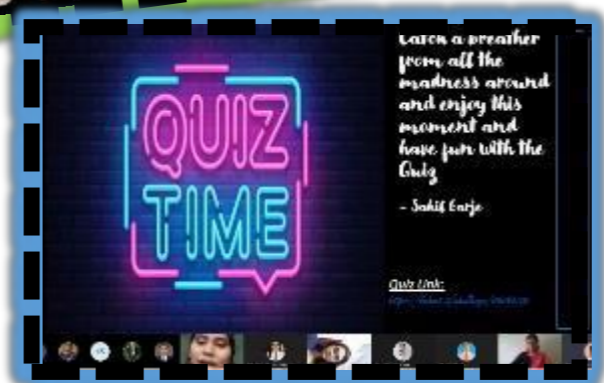 QUIZ
TIME
Catch a breather
from all the
madness around
and enjoy this
moment and
have fun with the
Quiz
- Sahil Earje
Quiz Link: